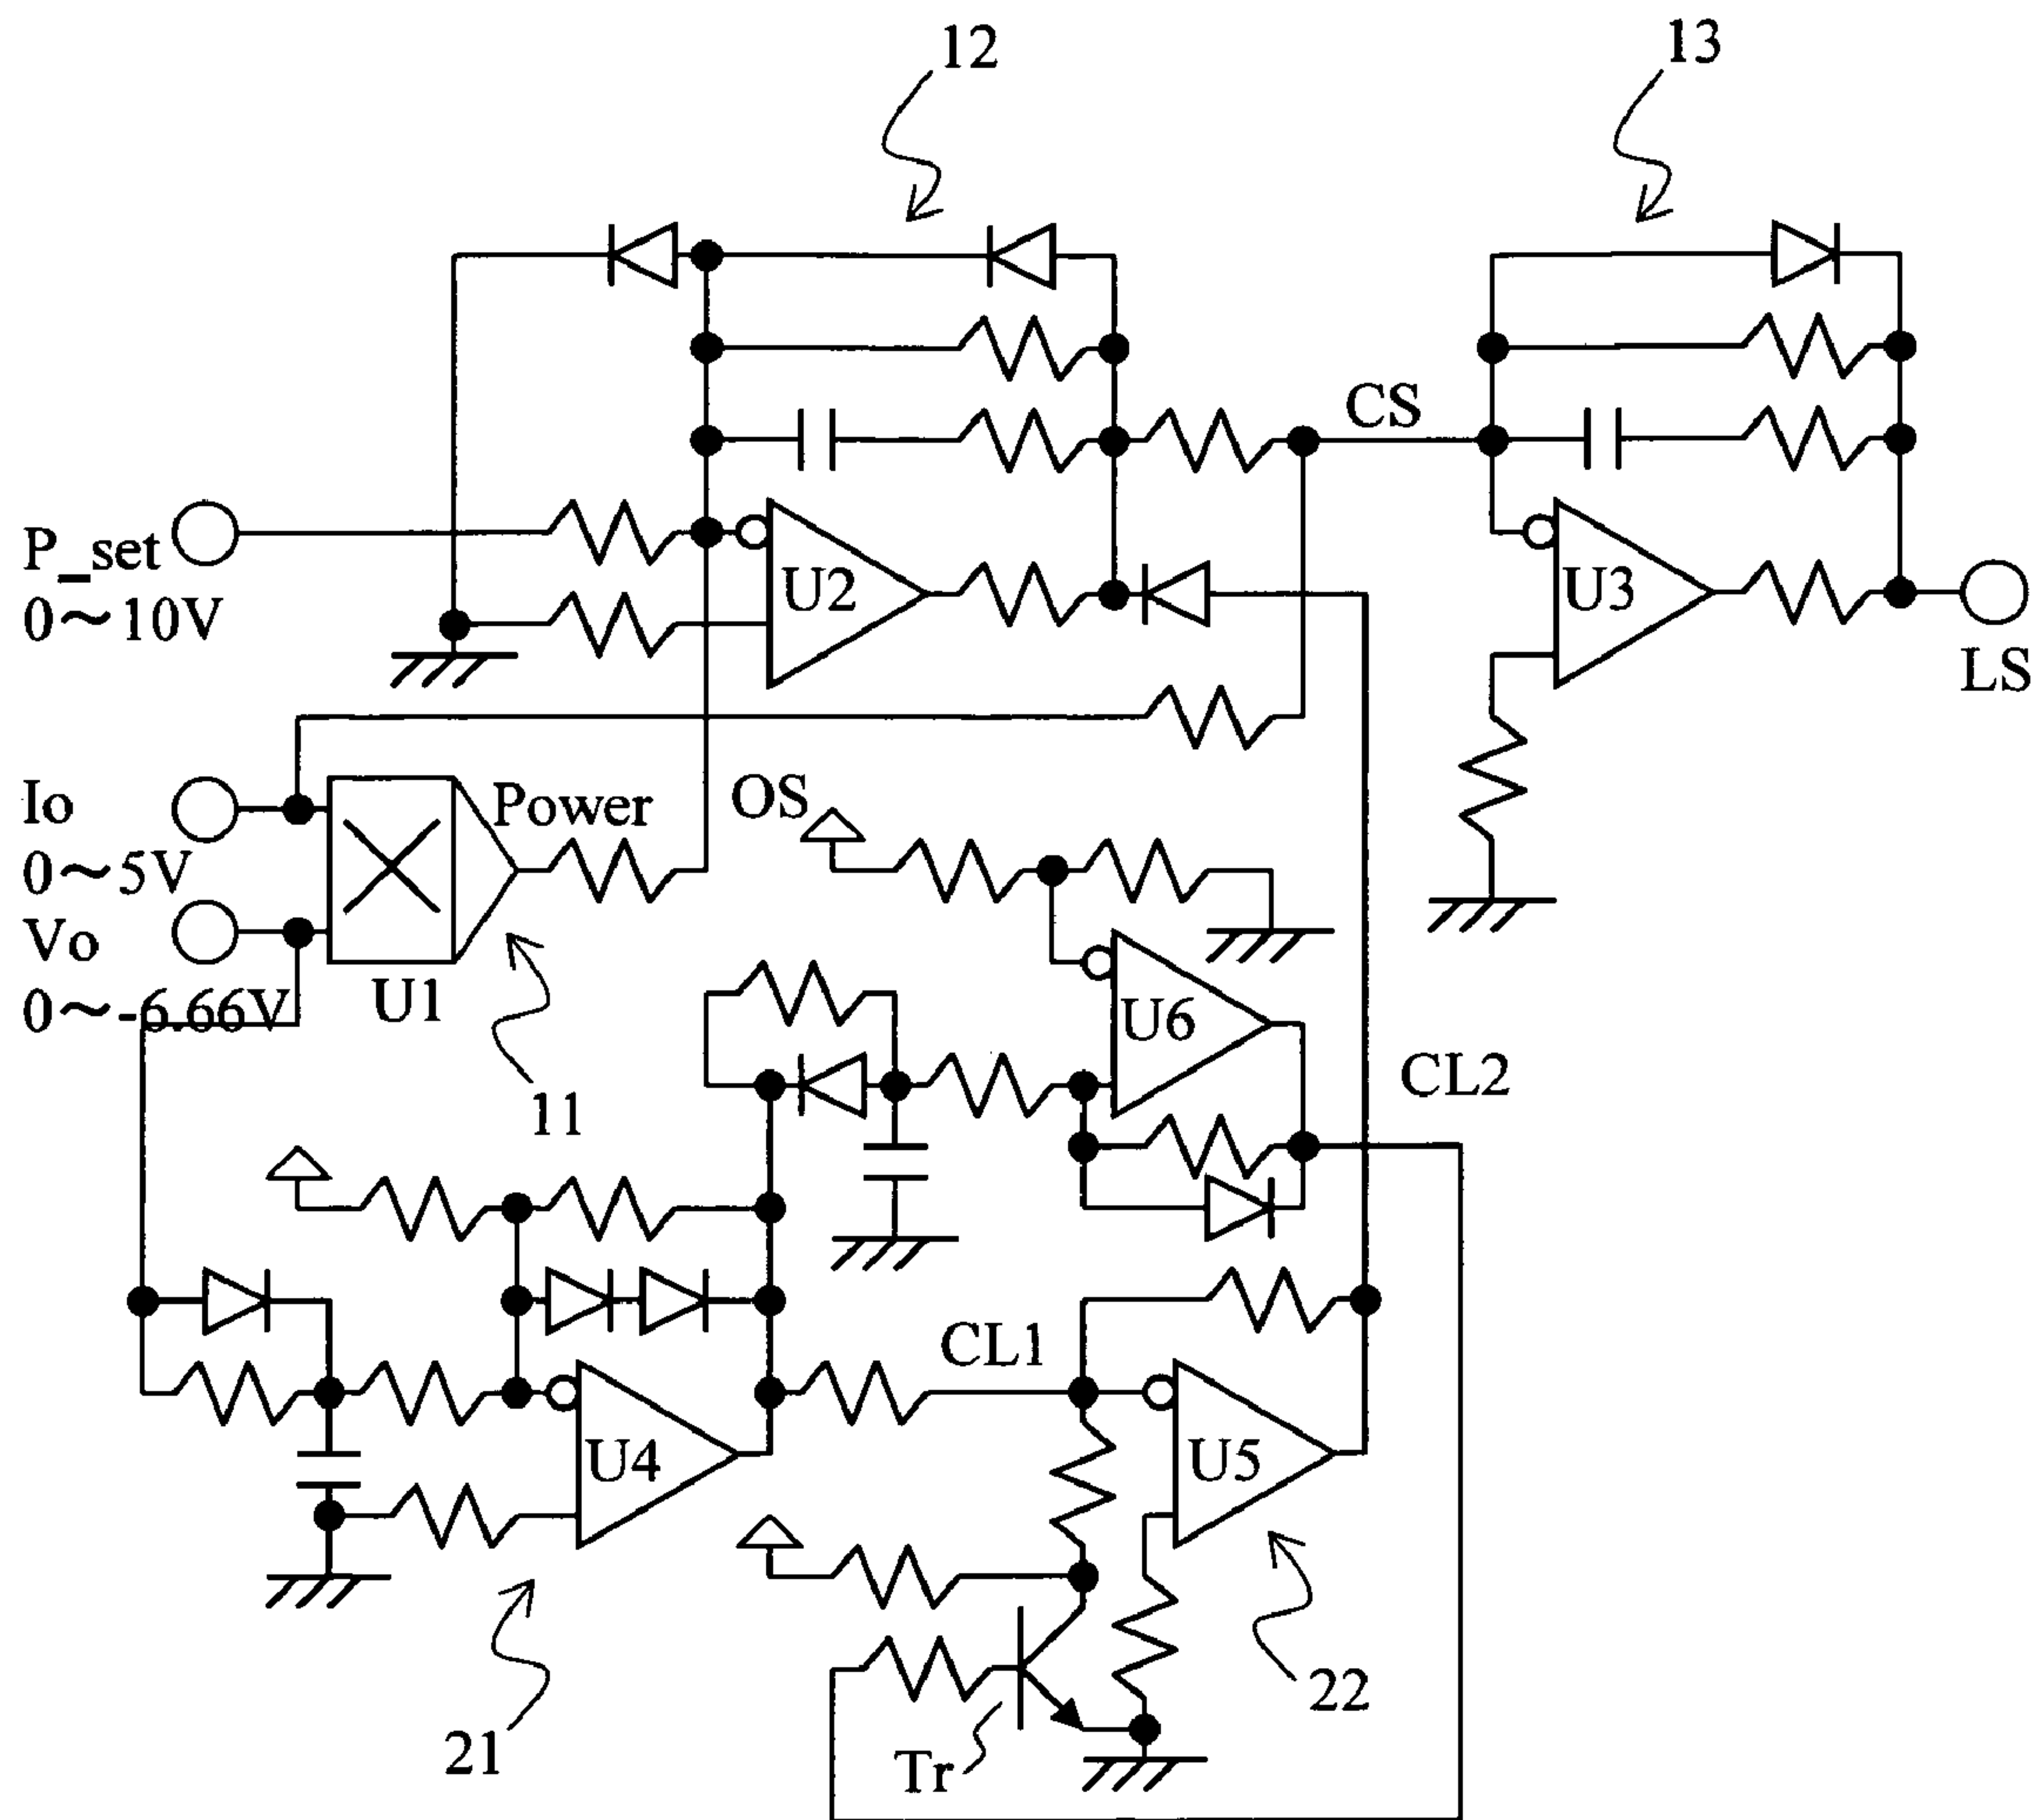 12
13
CS
P_set
0～10V
U2
U3
LS
Io
0～5V
Power
OS
Vo
0～-6.66V
U1
U6
CL2
11
CL1
U4
U5
22
21
Tr